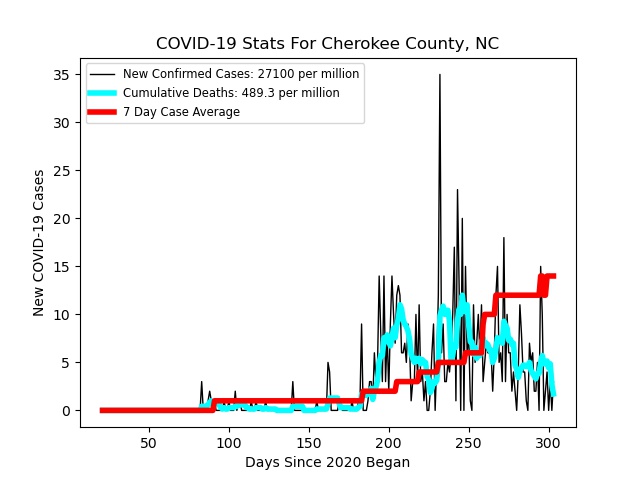 COVID-19 Stats For Cherokee County, NC
New Confirmed Cases: 27100 per million
Cumulative Deaths: 489.3 per million
7 Day Case Average
New COVID-19 Cases
35
30
25
20
15
10
5
0
50
100
150
200
250
300
Days Since 2020 Began